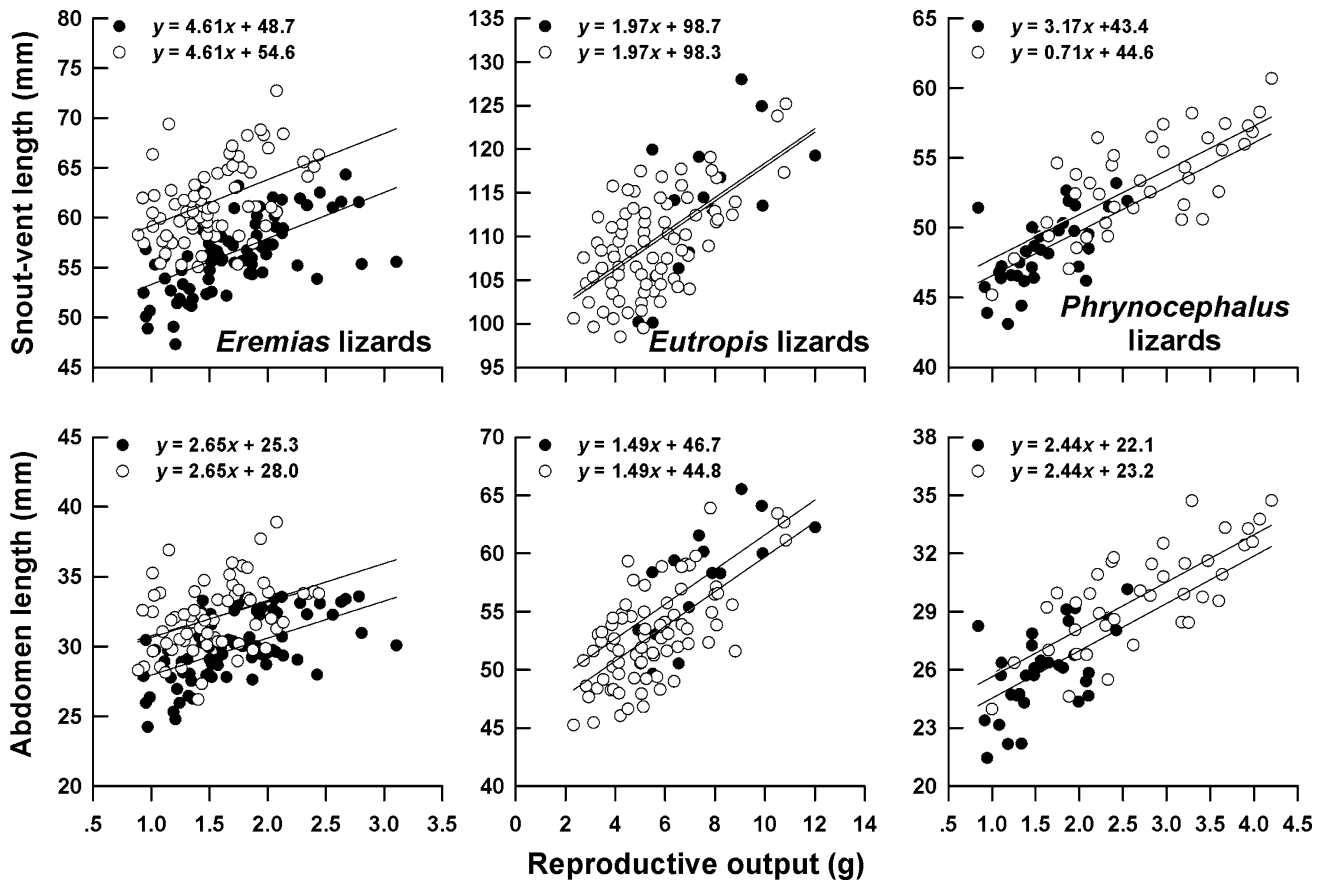 Snout-vent length (mm)
80
75
70
65
60
55
50
45
y = 4.61x + 48.7
y = 4.61x + 54.6
Eremias lizards
.5 
135
130
125
120
115
110
105
100
95
y = 1.97x + 98.7
y = 1.97x + 98.3
Eutropis lizards
65
60
55
50
45
40
y = 3.17x +43.4
y = 0.71x + 44.6
Phrynocephalus
lizards
Abdomen length (mm)
45
40
35
30
25
20
y = 2.65x + 25.3
y = 2.65x + 28.0
.5 1.0 1.5 2.0 2.5 3.0 3.5
70
65
60
55
50
45
40
y = 1.49x + 46.7
y = 1.49x + 44.8
0 2 4 6 8 10 12 14
38
35
32
29
26
23
20
y = 2.44x + 22.1
y = 2.44x + 23.2
.5 1.0 1.5 2.0 2.5 3.0 3.5 4.0 4.5
Reproductive output (g)